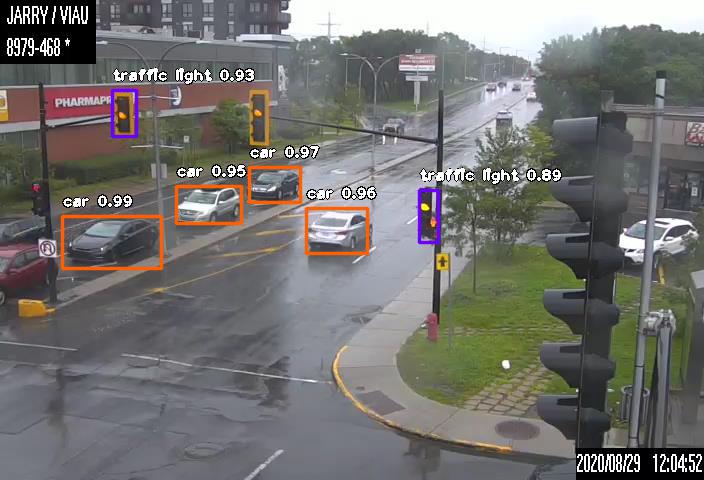 JARRY / VIAU
8979-468 *
traffic light 0.93
PHARMAPR
car 0.97
car 0.95
traffic light 0.89
car 0.99
car 0.96
2020/08/29 12:04:52